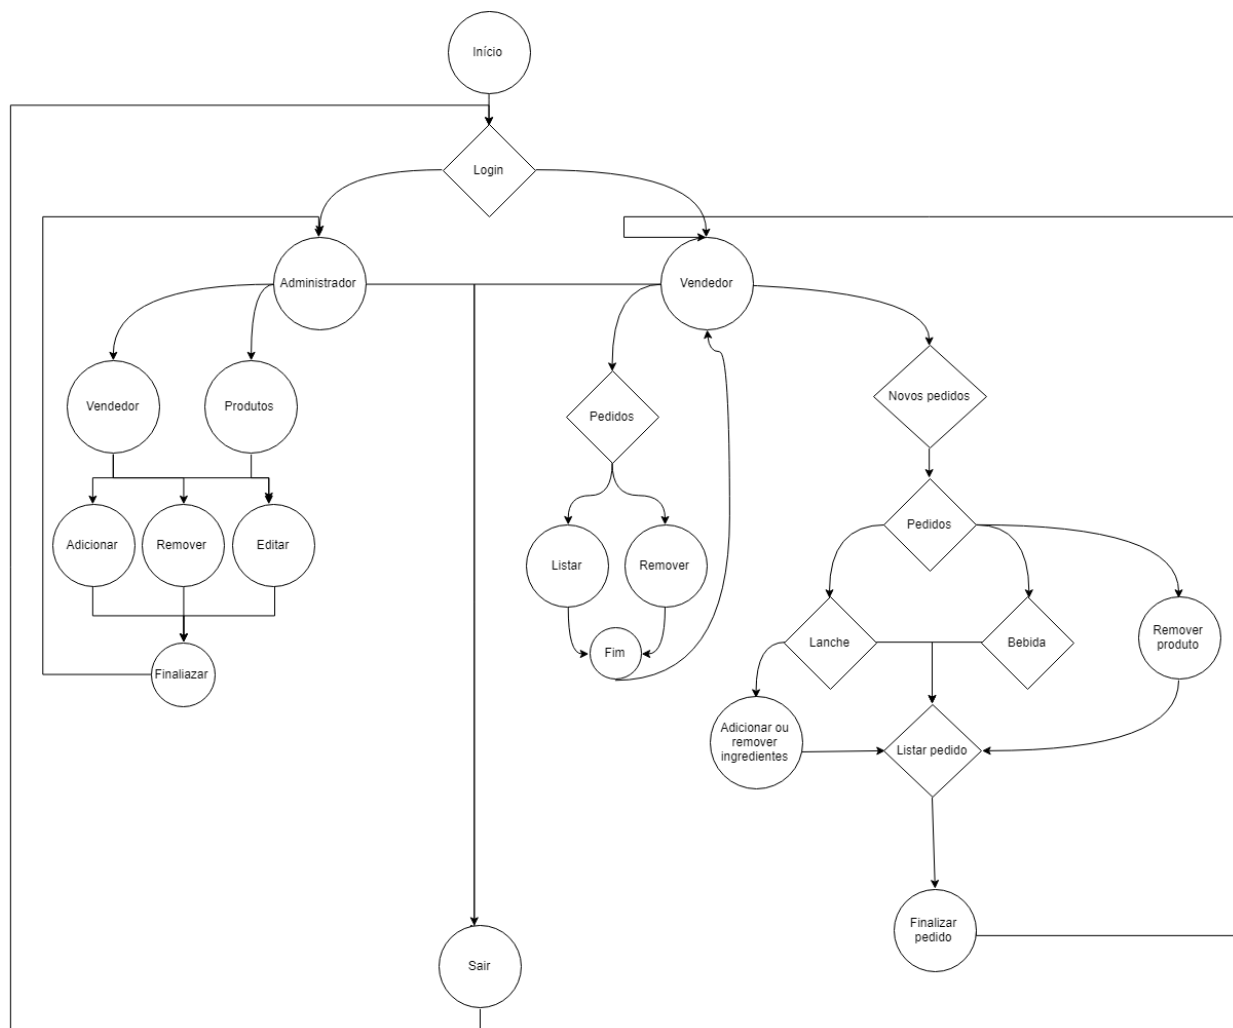 Início
Login
Administrador
Vendedor
Vendedor
Produtos
Pedidos
Novos pedidos
Adicionar
Remover
Editar
Listar
Remover
Pedidos
Fim
Lanche
Bebida
Remover
produto
Finaliazar
Adicionar ou
remover
ingredientes
Listar pedido
Finalizar
pedido
Sair